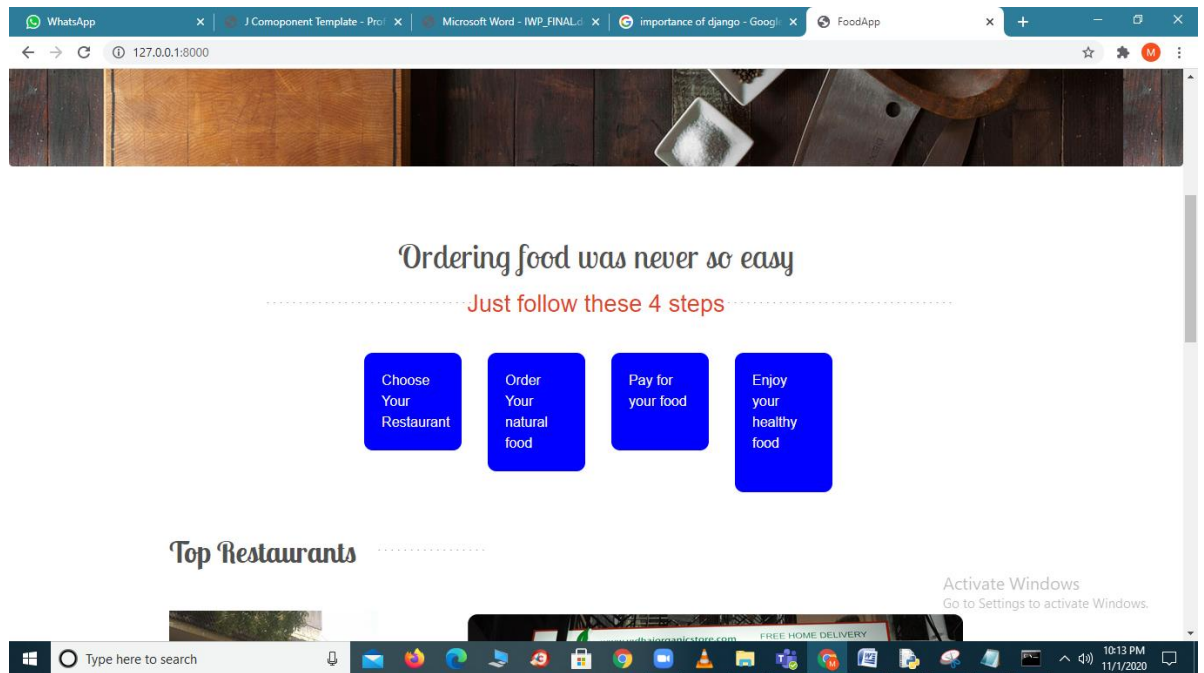 WhatsApp
J Comoponent Template - Prof
Microsoft Word - IWP_FINAL.d
importance of django - Google
FoodApp
127.0.0.1:8000
M
Ordering food was never so easy
Just follow these 4 steps
Choose
Your
Restaurant
Order
Your
natural
food
Pay for
your food
Enjoy
your
healthy
food
Top Restaurants
Activate Windows
Go to Settings to activate Windows.
FREE HOME DELIVERY
Type here to search
10:13 PM
11/1/2020